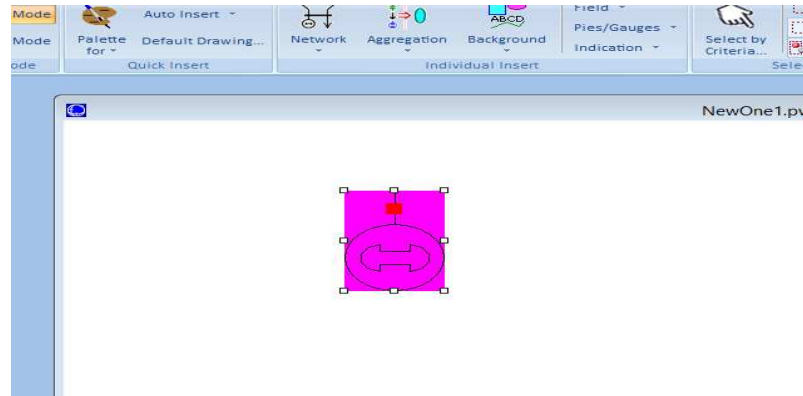 Mode
Mode
ode
Auto Insert
Palette
for
Default Drawing...
Quick Insert
Network
Aggregation
ABCD
Background
Field
Pies/Gauges
Indication
Individual Insert
Select by
Criteria...
Sele
NewOne1.pw